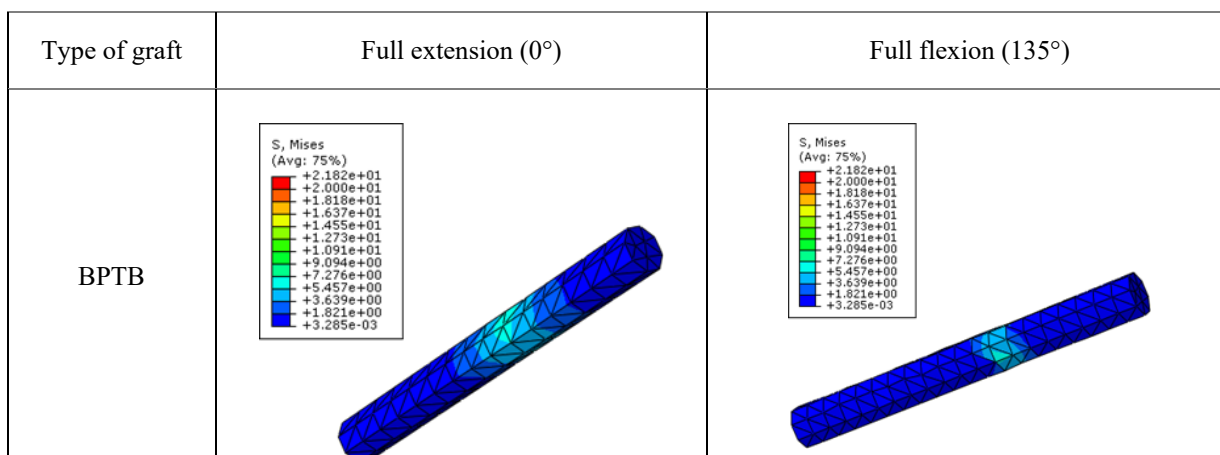 Type of graft
Full extension (0°)
Full flexion (135°)
BPTB
S, Mises
(Avg: 75%)
+2.182e+01
+2.000e+01
+1.818e+01
+1.637e+01
+1.455e+01
+1.273e+01
+1.091e+01
+9.094e+00
+7.276e+00
+5.457e+00
+3.639e+00
+1.821e+00
+3.285e-03
S, Mises
(Avg: 75%)
+2.182e+01
+2.000e+01
+1.818e+01
+1.637e+01
+1.455e+01
+1.273e+01
+1.091e+01
+9.094e+00
+7.276e+00
+5.457e+00
+3.639e+00
+1.821e+00
+3.285e-03